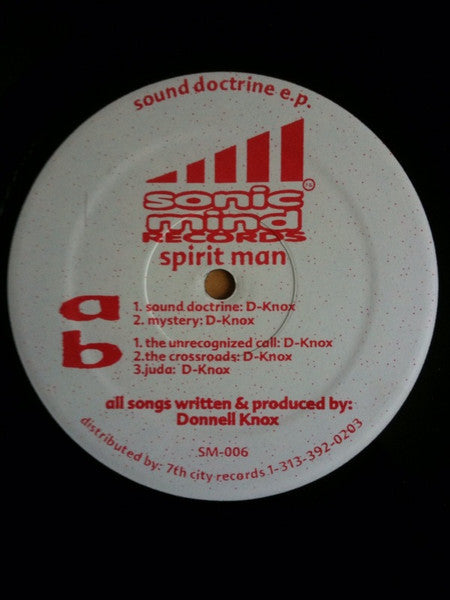 sound doctrine e.p.
sonic
mind
RECORDS
spirit man
a
1. sound doctrine: D-Knox
2. mystery: D-Knox
b
1. the unrecognized call: D-Knox
2.the crossroads: D-Knox
3.juda: D-Knox
all songs written & produced by:
Donnell Knox
SM-006
distributed by: 7th city records 1-313-392-0203